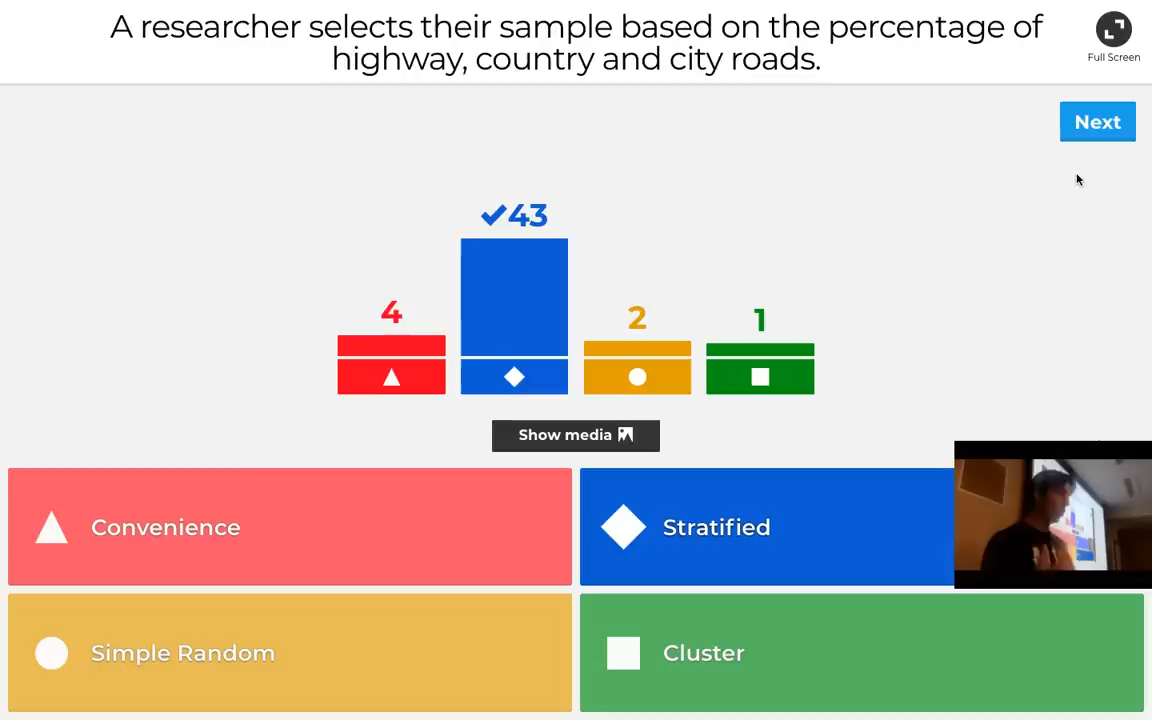 A researcher selects their sample based on the percentage of
highway, country and city roads.
Full Screen
Next
43
4
2
1
Show media
Convenience
Stratified
Simple Random
Cluster